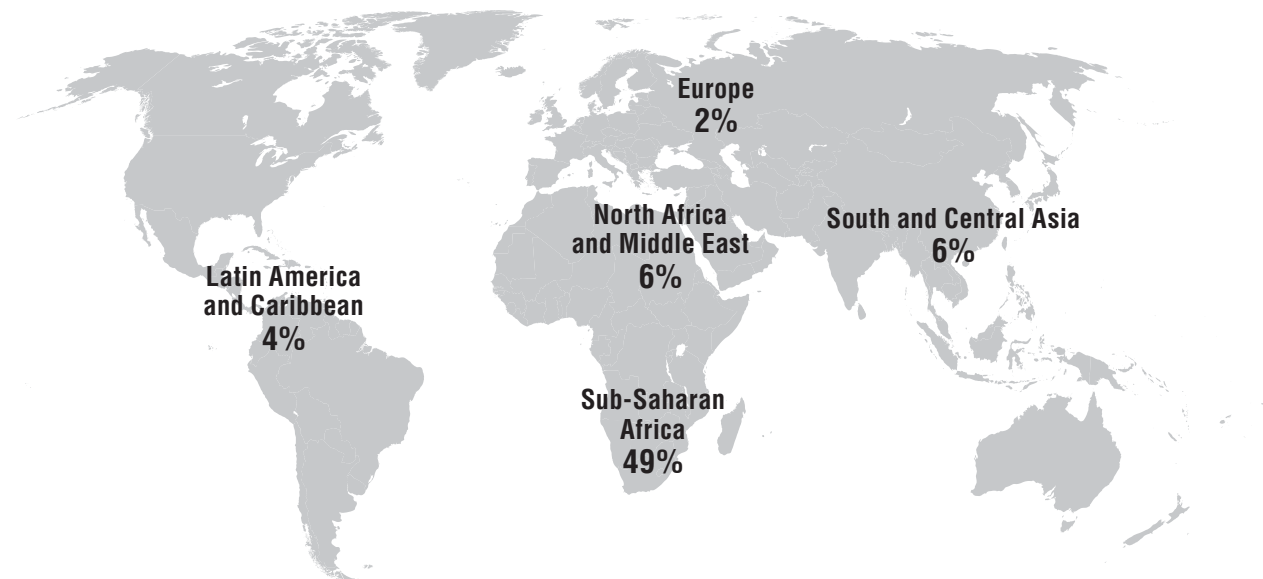 Europe
2%
North Africa
and Middle East
6%
South and Central Asia
6%
Latin America
and Caribbean
4%
Sub-Saharan
Africa
49%